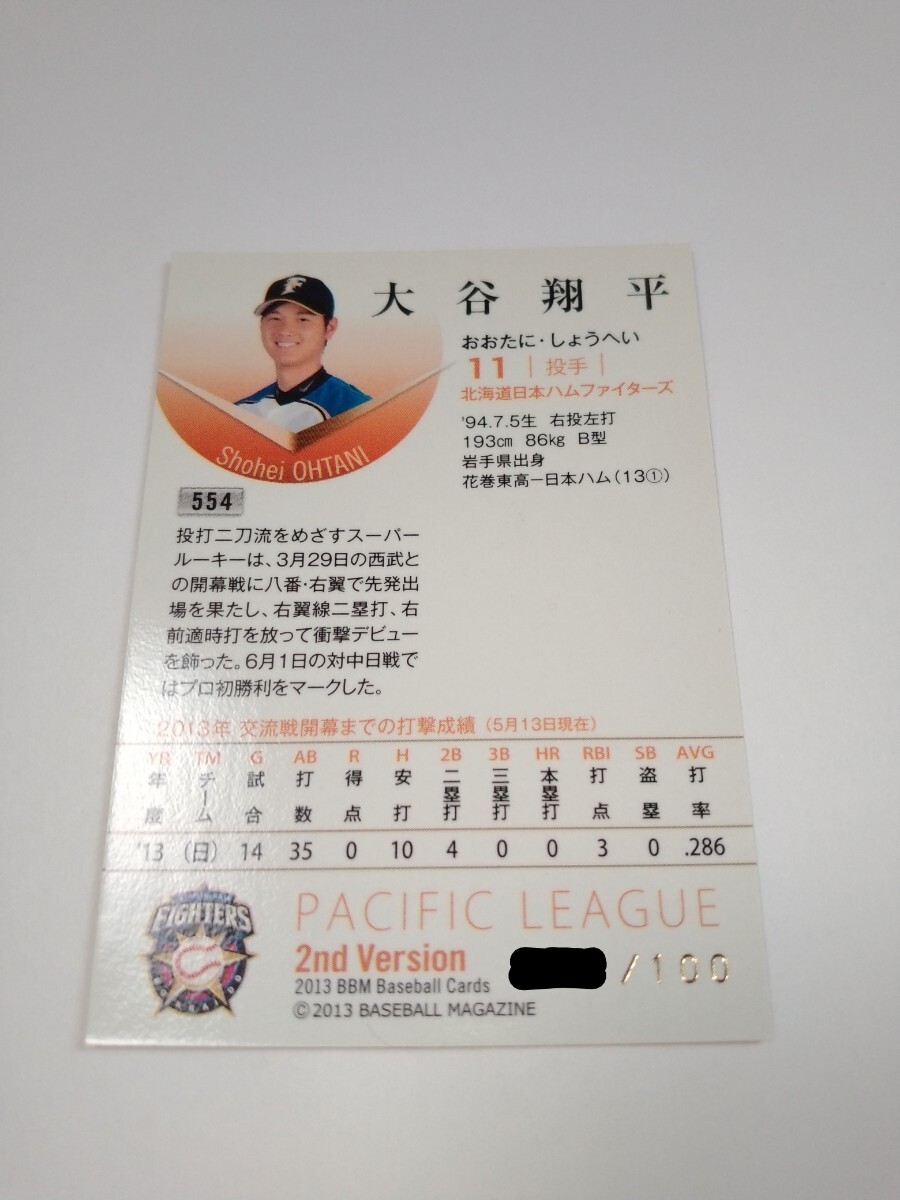 大谷翔平
おおたに・しょうへい
11 | 投手 |
北海道日本ハムファイターズ
'94.7.5生 右投左打
193㎝ 86㎏ B型
岩手県出身
花巻東高ー日本ハム(13①)
Shohei OHTANI
554
投打二刀流をめざすスーパー
ルーキーは、3月29日の西武と
の開幕戦に八番・右翼で先発出
場を果たし、右翼線二塁打、右
前適時打を放って衝撃デビュー
を飾った。6月1日の対中日戦で
はプロ初勝利をマークした。
2013年 交流戦開幕までの打撃成績(5月13日現在)
YR TM G AB R H 2B 3B HR RBI SB AVG
年度 チーム 試合 打数 得点 安打 二塁打 三塁打 本塁打 打点 盗塁 打率
'13 (日) 14 35 0 10 4 0 0 3 0 .286
FIGHTERS
PACIFIC LEAGUE
2nd Version
2013 BBM Baseball Cards
/100
©2013 BASEBALL MAGAZINE